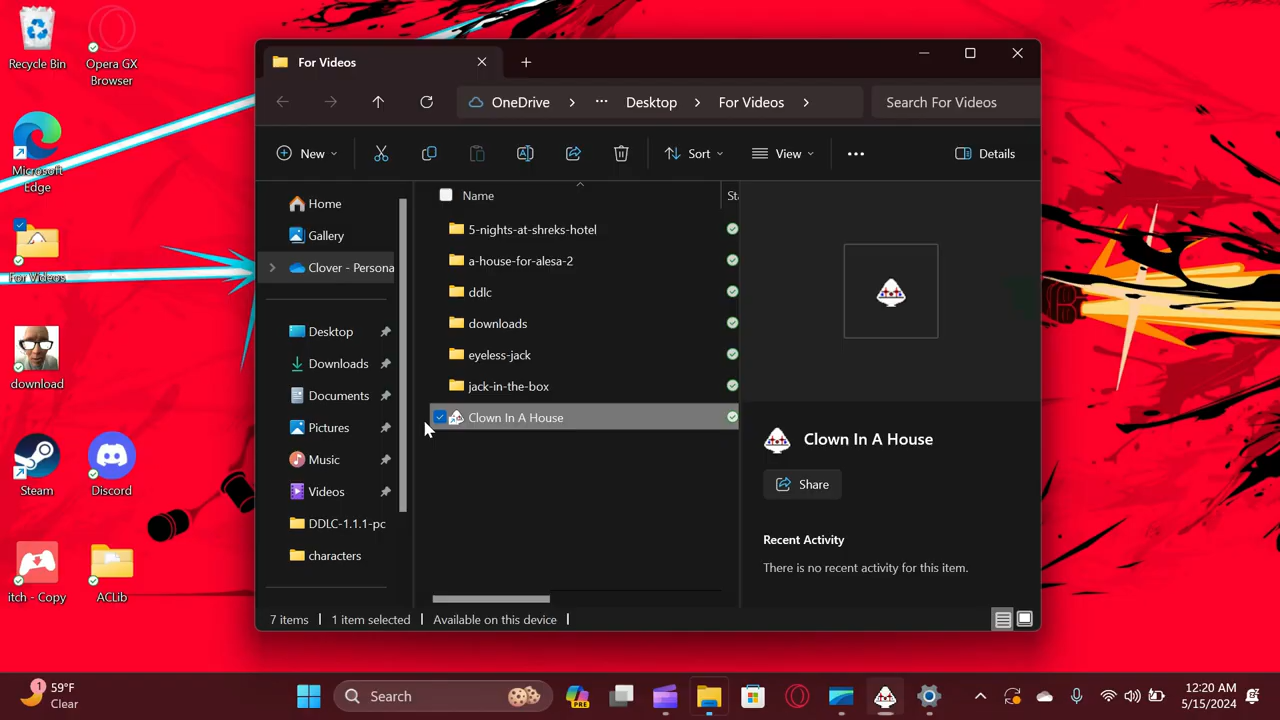 Recycle Bin
Opera GX
Browser
Microsoft
Edge
For Videos
download
Steam
Discord
itch - Copy
ACLib
For Videos
OneDrive
Desktop
For Videos
Search For Videos
New
Sort
View
Details
Home
Gallery
Clover - Persona
Desktop
Downloads
Documents
Pictures
Music
Videos
DDLC-1.1.1-pc
characters
Name
Sta
5-nights-at-shreks-hotel
a-house-for-alesa-2
ddlc
downloads
eyeless-jack
jack-in-the-box
Clown In A House
Clown In A House
Share
Recent Activity
There is no recent activity for this item.
7 items
1 item selected
Available on this device
1
59°F
Clear
Search
PRE
12:20 AM
5/15/2024